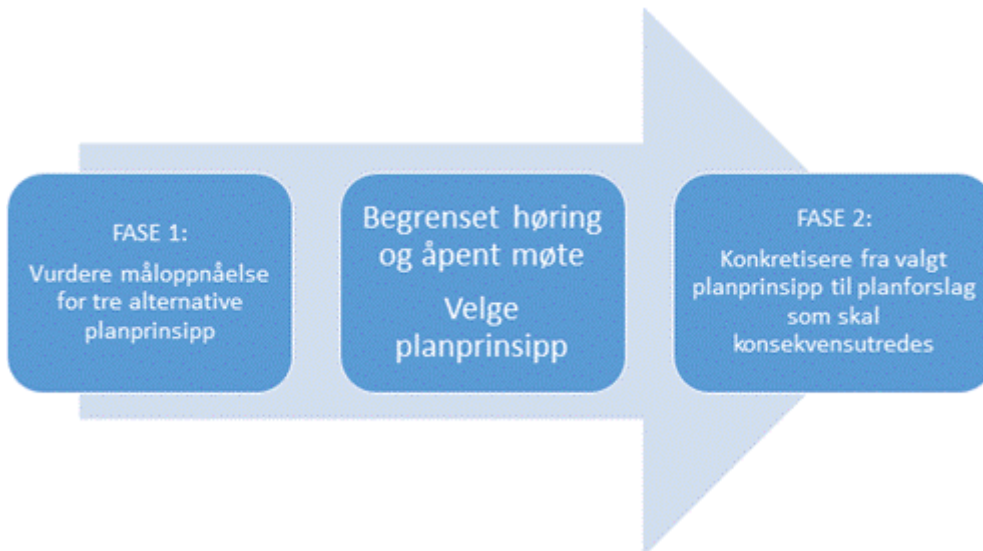 FASE 1:
Vurdere måloppnåelse
for tre alternative
planprinsipp
Begrenset høring
og åpent møte
Velge
planprinsipp
FASE 2:
Konkretisere fra valgt
planprinsipp til planforslag
som skal
konsekvensutredes